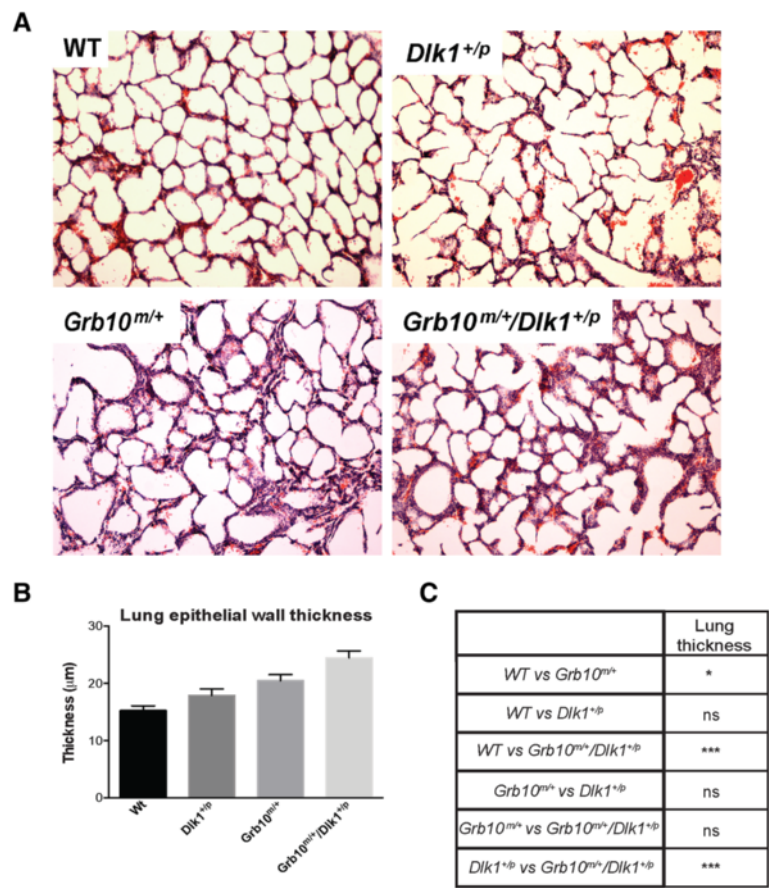 A
WT
Dlk1+/p
Grb10m/+
Grb10m/+/Dlk1+/p
B
Lung epithelial wall thickness
Thickness (μm)
30
20
10
0
Wt
Dlk1+/p
Grb10m/+
Grb10m/+/Dlk1+/p
C
Lung
thickness
WT vs Grb10m/+ *
WT vs Dlk1+/p ns
WT vs Grb10m/+/Dlk1+/p ***
Grb10m/+ vs Dlk1+/p ns
Grb10m/+ vs Grb10m/+/Dlk1+/p ns
Dlk1+/p vs Grb10m/+/Dlk1+/p ***